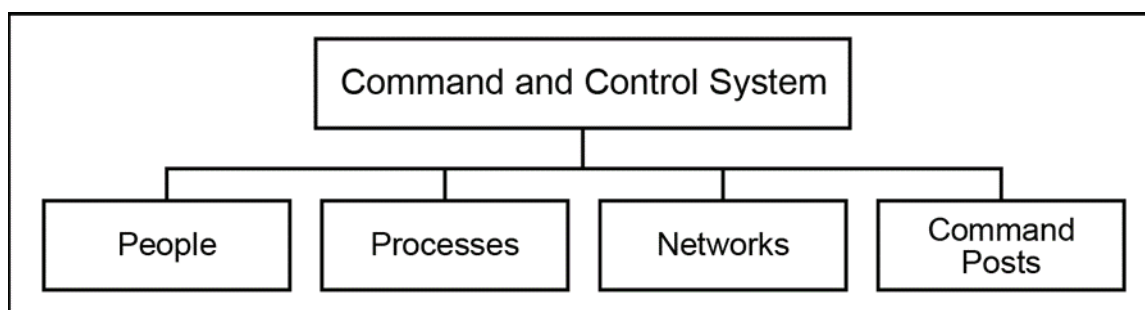 Command and Control System
People
Processes
Networks
Command
Posts